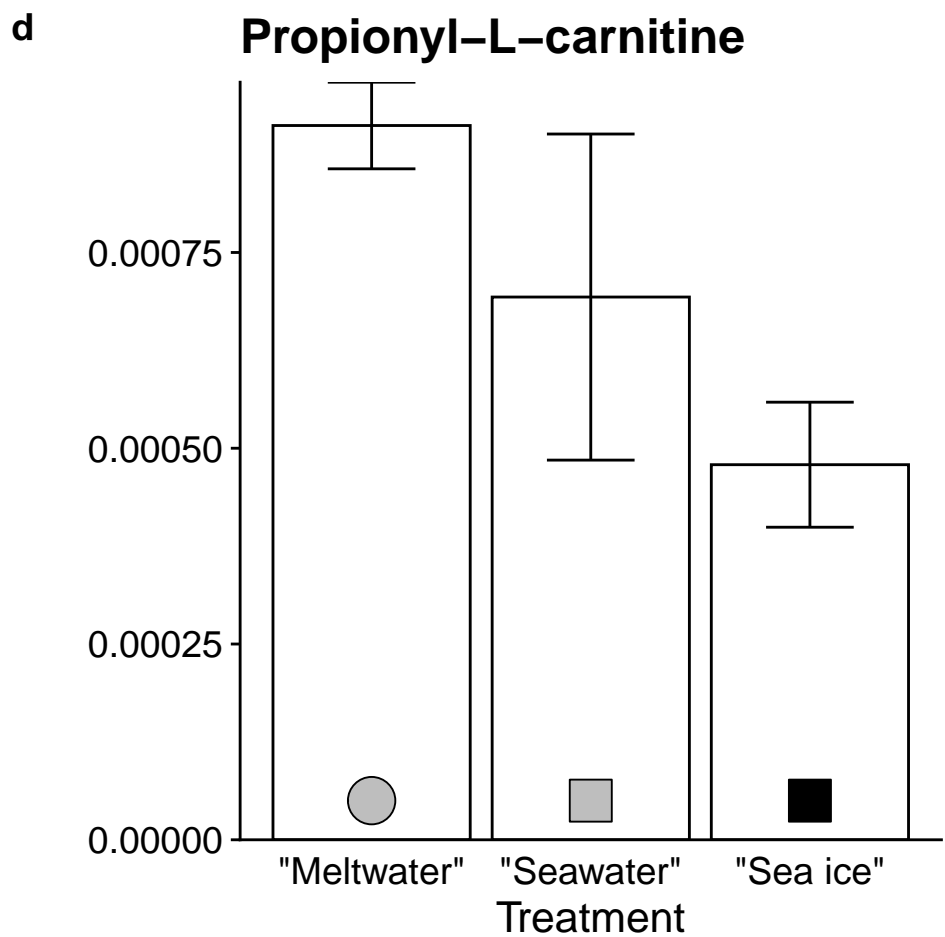 d
Propionyl−L−carnitine
0.00075
0.00050
0.00025
0.00000
"Meltwater" "Seawater" "Sea ice"
Treatment